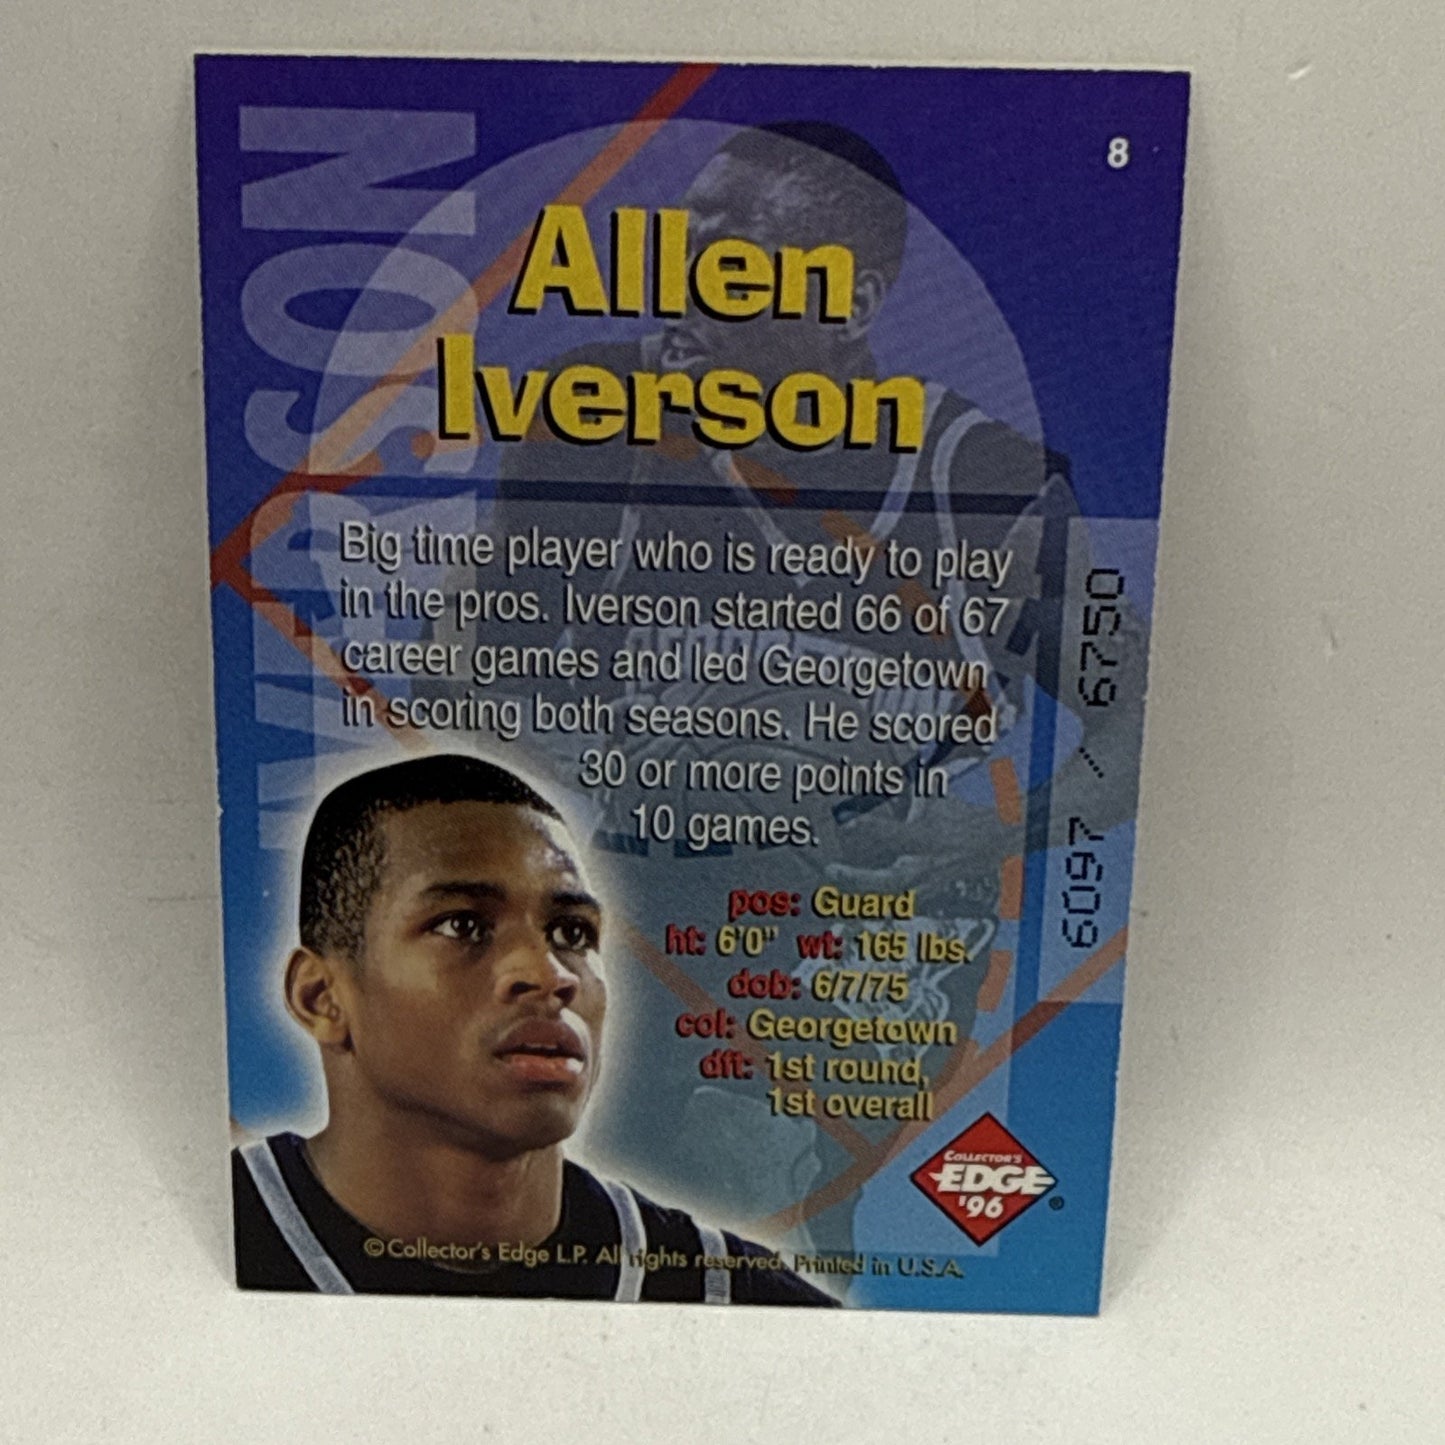 8
IVERSON
Allen
Iverson
Big time player who is ready to play
in the pros. Iverson started 66 of 67
career games and led Georgetown
in scoring both seasons. He scored
30 or more points in
10 games.
6097 / 6750
pos: Guard
ht: 6'0" wt: 165 lbs.
dob: 6/7/75
col: Georgetown
dft: 1st round,
1st overall
COLLECTOR'S
EDGE
'96
®
© Collector's Edge L.P. All rights reserved. Printed in U.S.A.